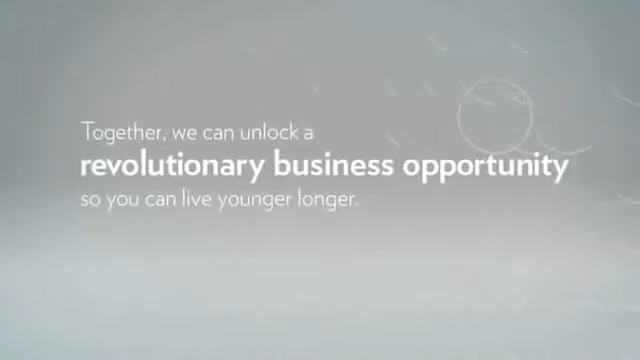 Together, we can unlock a
revolutionary business opportunity
so you can live younger longer.